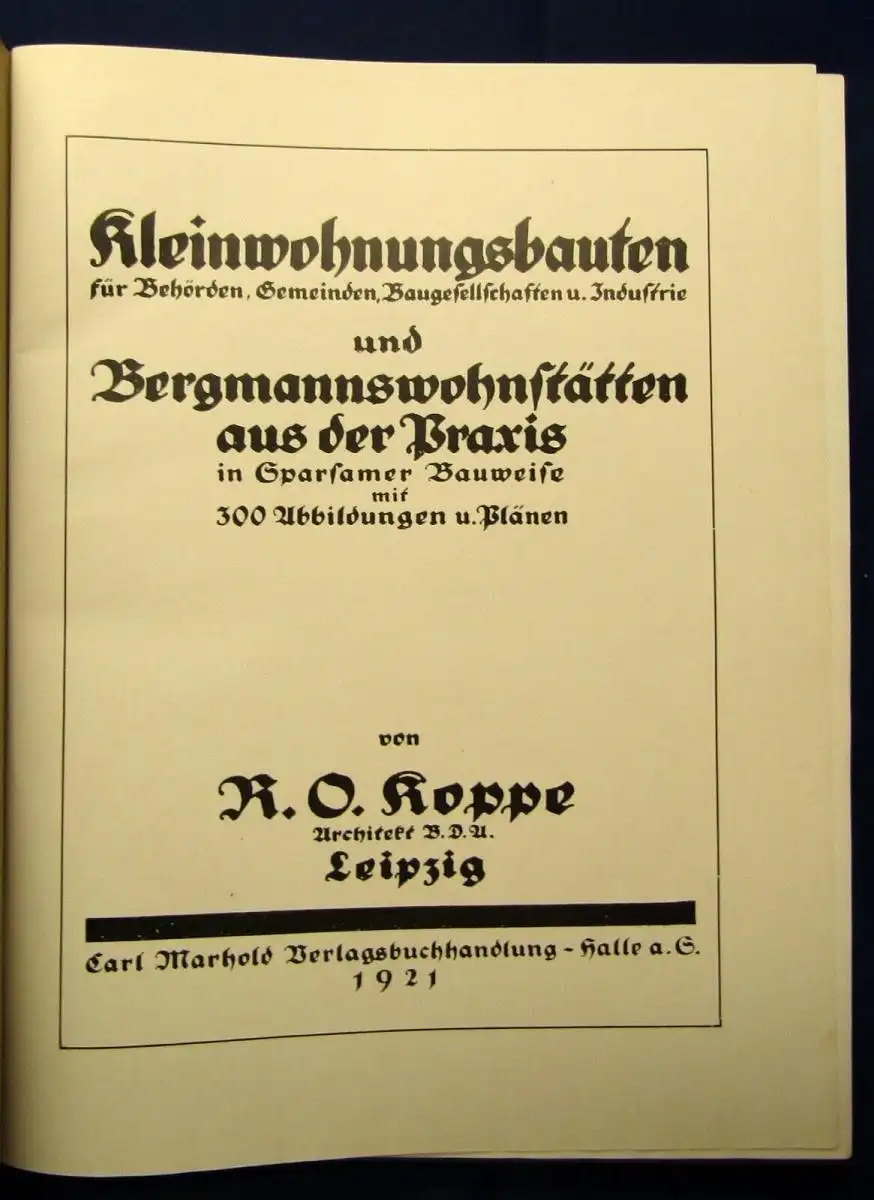 Kleinwohnungsbauten
für Behörden, Gemeinden, Baugeſellſchaften u. Induſtrie
und
Bergmannswohnſtätten
aus der Praxis
in Sparſamer Bauweiſe
mit
300 Abbildungen u. Plänen
von
R. O. Koppe
Architekt B. D. A.
Leipzig
Carl Marhold Verlagsbuchhandlung - Halle a. S.
1921